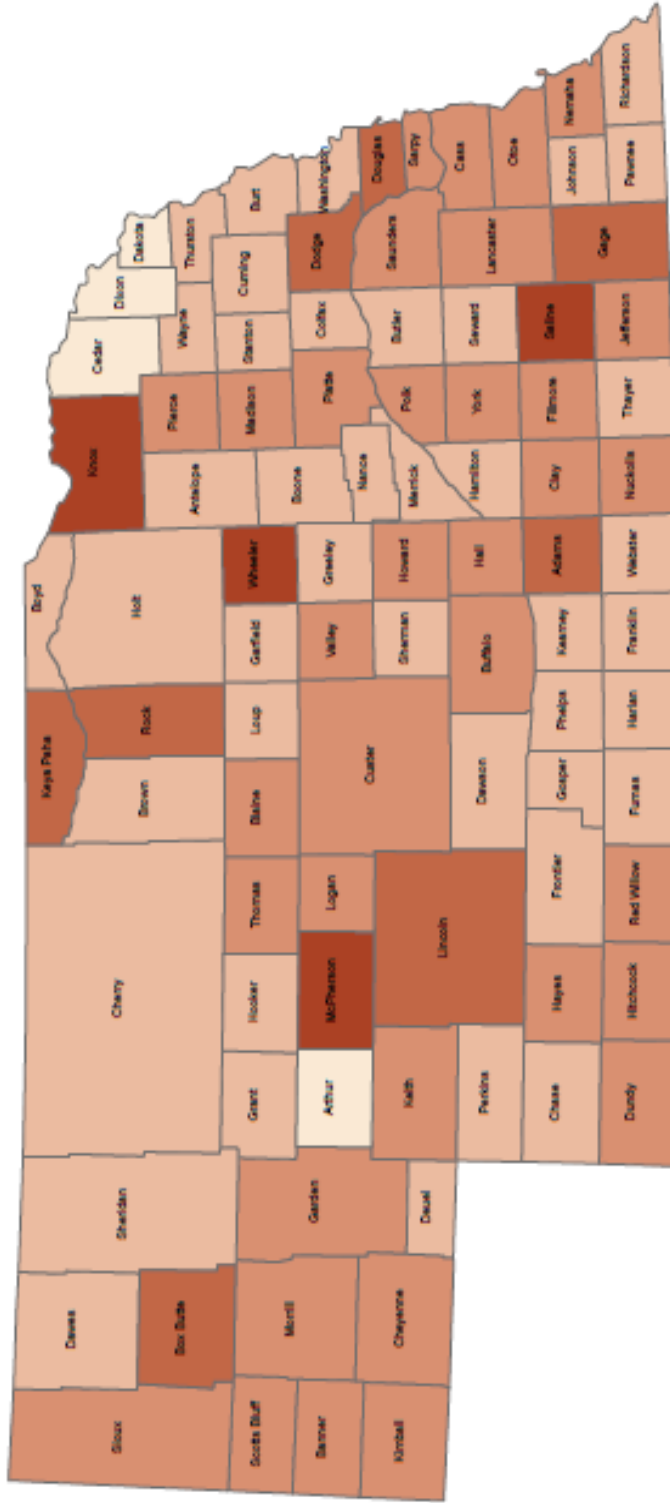 Sioux
Dawes
Box Butte
Sheridan
Scotts Bluff
Banner
Kimball
Morrill
Cheyenne
Garden
Deuel
Cherry
Grant
Hooker
Thomas
Blaine
Loup
Garfield
Wheeler
Arthur
McPherson
Logan
Custer
Valley
Greeley
Keya Paha
Brown
Rock
Boyd
Holt
Knox
Cedar
Dixon
Dakota
Antelope
Pierce
Wayne
Thurston
Boone
Madison
Stanton
Cuming
Burt
Nance
Platte
Colfax
Dodge
Washington
Keith
Lincoln
Sherman
Howard
Merrick
Polk
Butler
Saunders
Douglas
Sarpy
Perkins
Dawson
Buffalo
Hall
Hamilton
York
Seward
Lancaster
Cass
Otoe
Chase
Hayes
Frontier
Gosper
Phelps
Kearney
Adams
Clay
Fillmore
Saline
Gage
Johnson
Nemaha
Dundy
Hitchcock
Red Willow
Furnas
Harlan
Franklin
Webster
Nuckolls
Thayer
Jefferson
Pawnee
Richardson